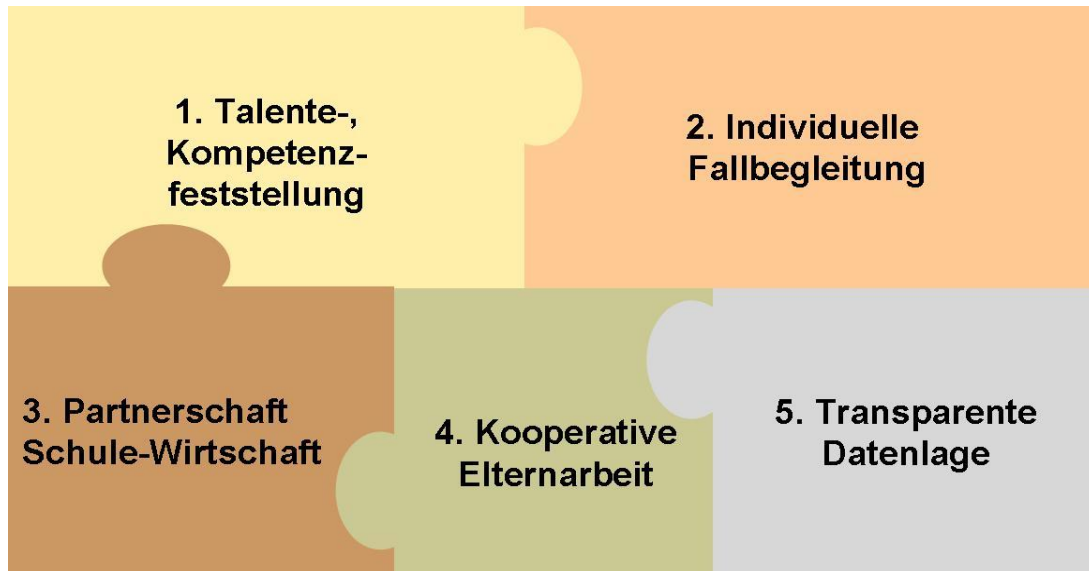 1. Talente-,
Kompetenz-
feststellung
2. Individuelle
Fallbegleitung
3. Partnerschaft
Schule-Wirtschaft
4. Kooperative
Elternarbeit
5. Transparente
Datenlage